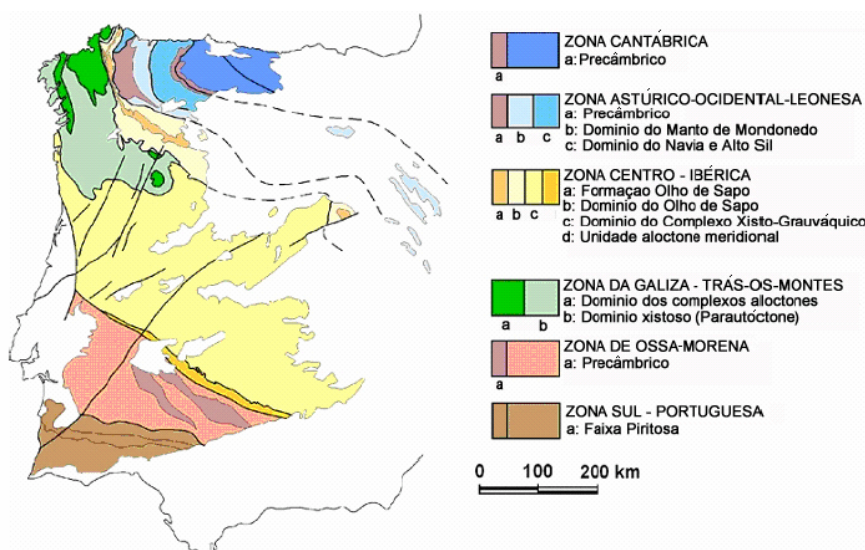 ZONA CANTÁBRICA
a: Precâmbrico
a
ZONA ASTÚRICO-OCIDENTAL-LEONESA
a: Precâmbrico
b: Dominio do Manto de Mondonedo
c: Dominio do Navia e Alto Sil
a b c
ZONA CENTRO - IBÉRICA
a: Formaçao Olho de Sapo
b: Dominio do Olho de Sapo
c: Dominio do Complexo Xisto-Grauváquico
d: Unidade aloctone meridional
a b c
ZONA DA GALIZA - TRÁS-OS-MONTES
a: Dominio dos complexos aloctones
b: Dominio xistoso (Parautóctone)
a b
ZONA DE OSSA-MORENA
a: Precâmbrico
a
ZONA SUL - PORTUGUESA
a: Faixa Piritosa
0 100 200 km